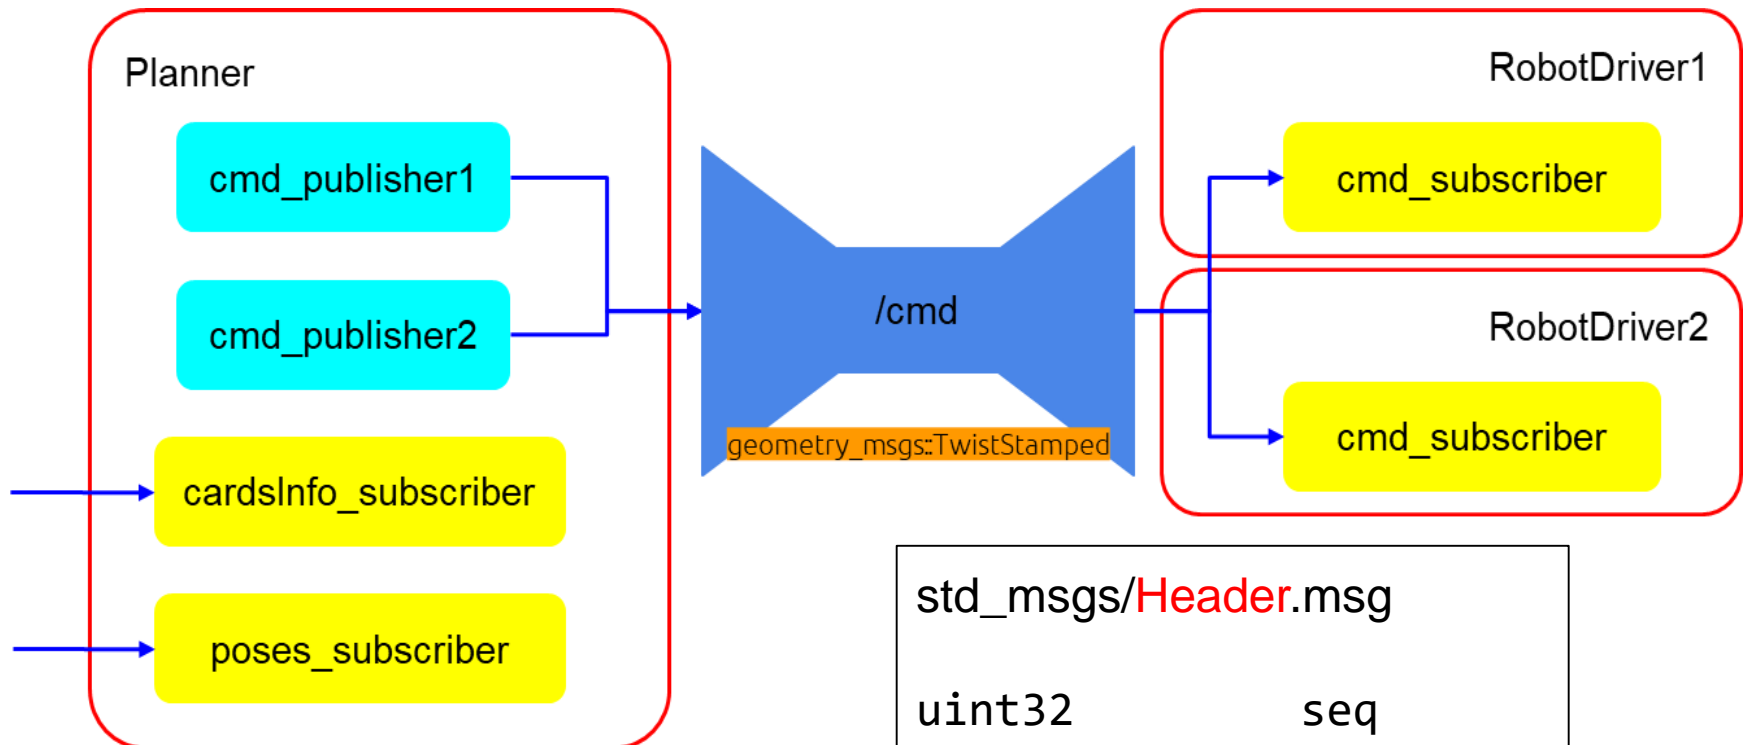 Planner
cmd_publisher1
cmd_publisher2
cardsInfo_subscriber
poses_subscriber
/cmd
geometry_msgs::TwistStamped
RobotDriver1
cmd_subscriber
RobotDriver2
cmd_subscriber
std_msgs/Header.msg
uint32 seq